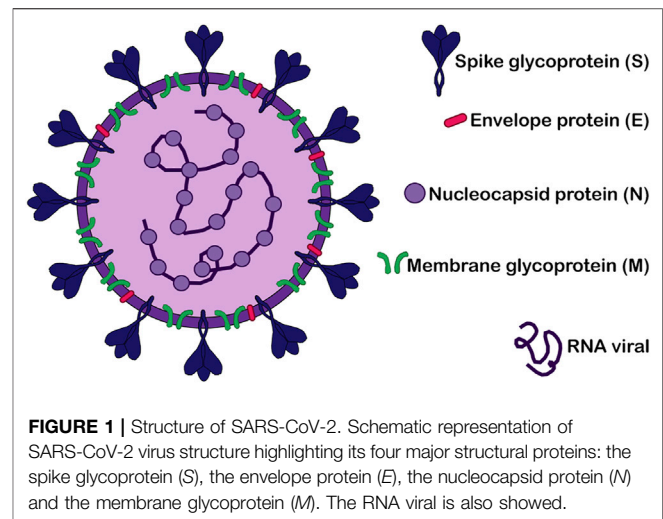 Spike glycoprotein (S)
Envelope protein (E)
Nucleocapsid protein (N)
Membrane glycoprotein (M)
RNA viral
FIGURE 1 | Structure of SARS-CoV-2. Schematic representation of
SARS-CoV-2 virus structure highlighting its four major structural proteins: the
spike glycoprotein (S), the envelope protein (E), the nucleocapsid protein (N)
and the membrane glycoprotein (M). The RNA viral is also showed.